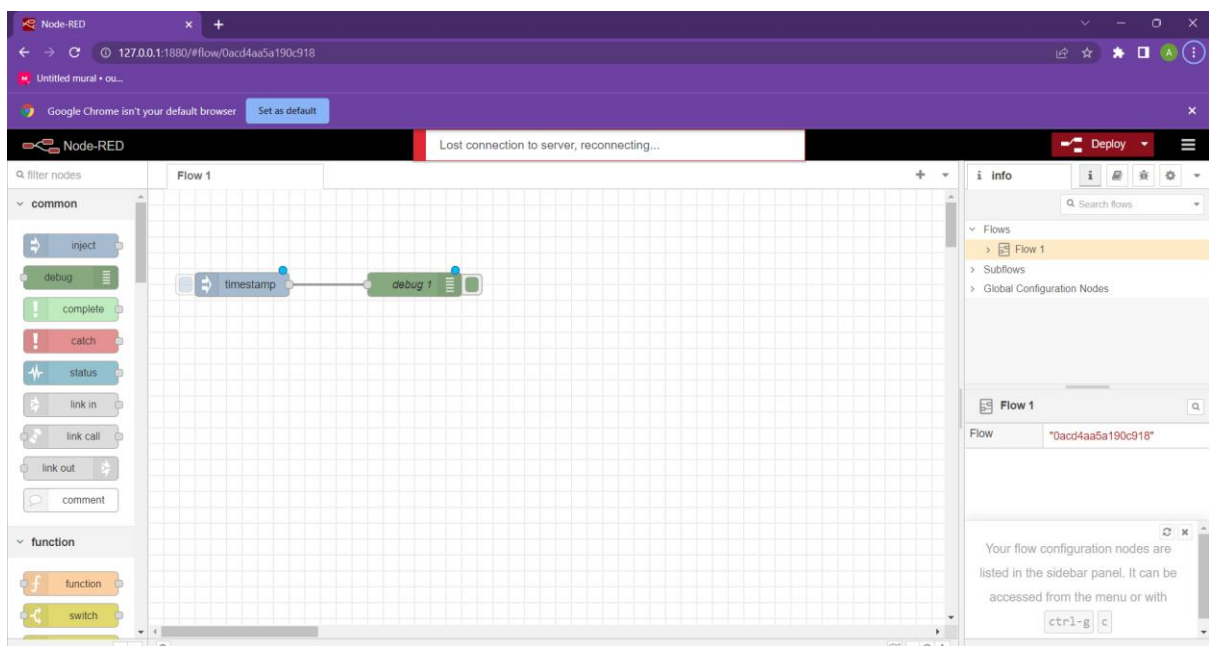 Node-RED
127.0.0.1:1880/#flow/0acd4aa5a190c918
A
Untitled mural • ou...
Google Chrome isn't your default browser
Set as default
Node-RED
Lost connection to server, reconnecting...
Deploy
filter nodes
Flow 1
i info
i
Search flows
common
inject
debug
complete
catch
status
link in
link call
link out
comment
function
f function
switch
timestamp
debug 1
Flows
Flow 1
Subflows
Global Configuration Nodes
Flow 1
Flow "0acd4aa5a190c918"
Your flow configuration nodes are
listed in the sidebar panel. It can be
accessed from the menu or with
ctrl-g c